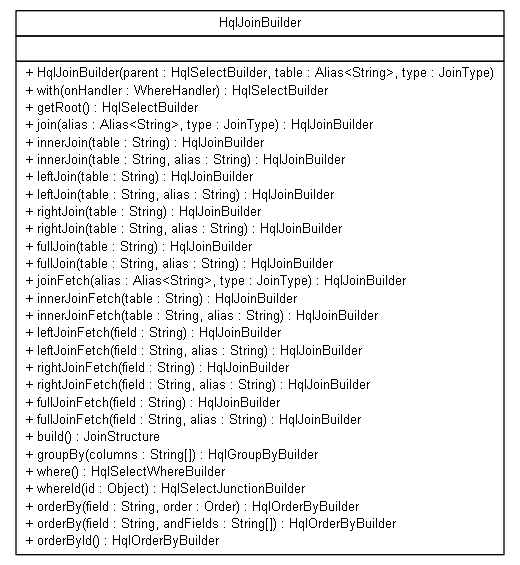 HqlJoinBuilder
+ HqlJoinBuilder(parent : HqlSelectBuilder, table : Alias<String>, type : JoinType)
+ with(onHandler : WhereHandler) : HqlSelectBuilder
+ getRoot() : HqlSelectBuilder
+ join(alias : Alias<String>, type : JoinType) : HqlJoinBuilder
+ innerJoin(table : String) : HqlJoinBuilder
+ innerJoin(table : String, alias : String) : HqlJoinBuilder
+ leftJoin(table : String) : HqlJoinBuilder
+ leftJoin(table : String, alias : String) : HqlJoinBuilder
+ rightJoin(table : String) : HqlJoinBuilder
+ rightJoin(table : String, alias : String) : HqlJoinBuilder
+ fullJoin(table : String) : HqlJoinBuilder
+ fullJoin(table : String, alias : String) : HqlJoinBuilder
+ joinFetch(alias : Alias<String>, type : JoinType) : HqlJoinBuilder
+ innerJoinFetch(table : String) : HqlJoinBuilder
+ innerJoinFetch(table : String, alias : String) : HqlJoinBuilder
+ leftJoinFetch(field : String) : HqlJoinBuilder
+ leftJoinFetch(field : String, alias : String) : HqlJoinBuilder
+ rightJoinFetch(field : String) : HqlJoinBuilder
+ rightJoinFetch(field : String, alias : String) : HqlJoinBuilder
+ fullJoinFetch(field : String) : HqlJoinBuilder
+ fullJoinFetch(field : String, alias : String) : HqlJoinBuilder
+ build() : JoinStructure
+ groupBy(columns : String[]) : HqlGroupByBuilder
+ where() : HqlSelectWhereBuilder
+ whereId(id : Object) : HqlSelectJunctionBuilder
+ orderBy(field : String, order : Order) : HqlOrderByBuilder
+ orderBy(field : String, andFields : String[]) : HqlOrderByBuilder
+ orderById() : HqlOrderByBuilder